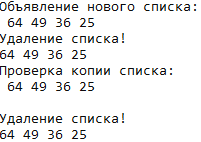 Объявление нового списка:
64 49 36 25
Удаление списка!
64 49 36 25
Проверка копии списка:
64 49 36 25

Удаление списка!
64 49 36 25